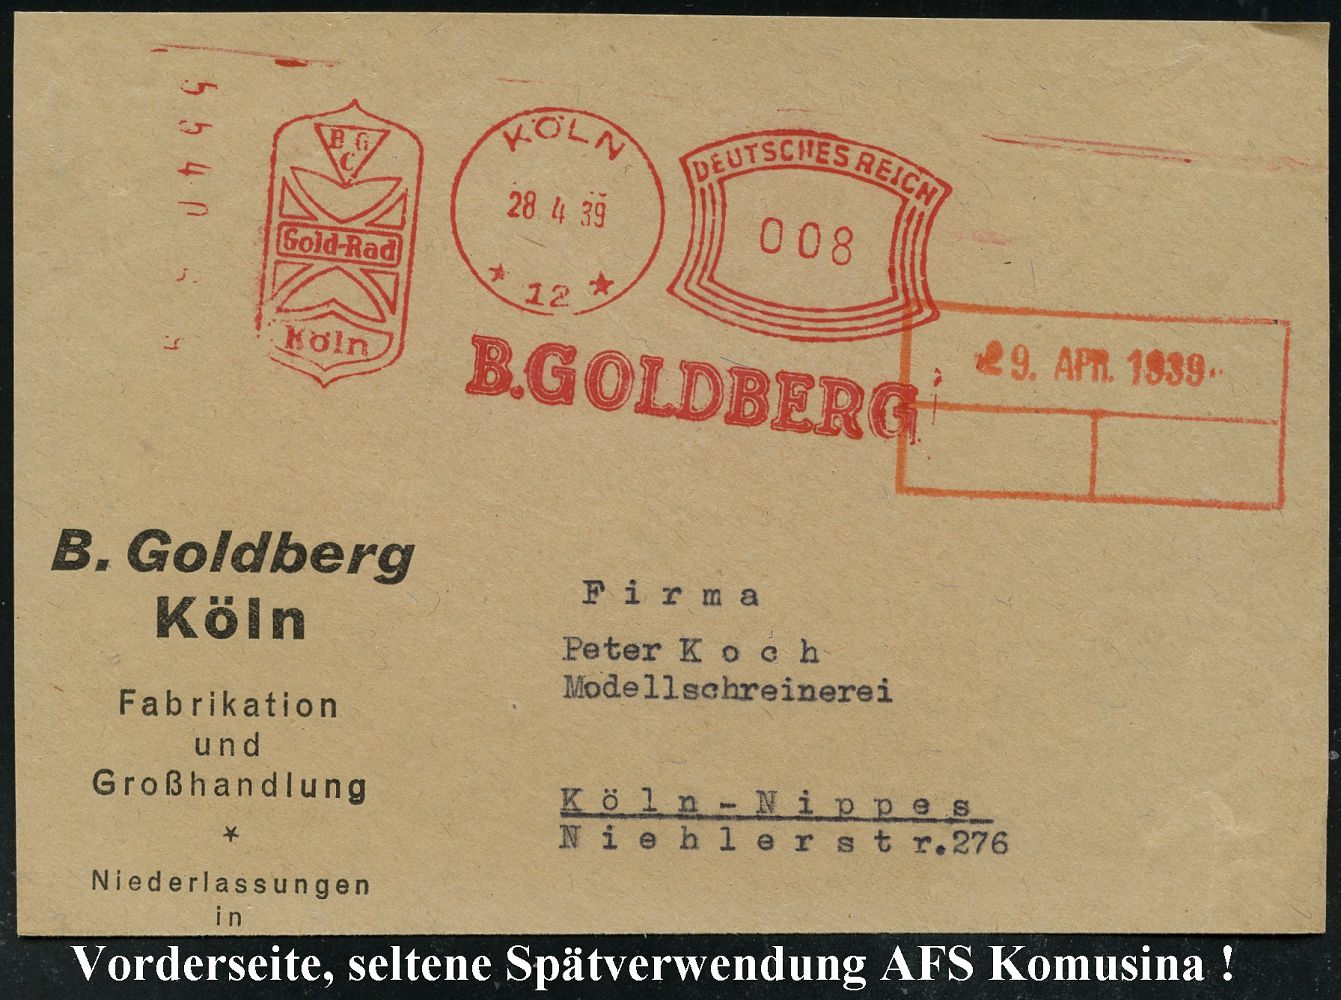 5540
B G
C
Gold-Rad
Köln
KÖLN
28 4 39
* 12 *
DEUTSCHES REICH
008
B. GOLDBERG
29. APR. 1939
B. Goldberg
Köln
Fabrikation
und
Großhandlung
*
Niederlassungen
in
Firma
Peter Koch
Modellschreinerei
Köln-Nippes
Niehlerstr.276
Vorderseite, seltene Spätverwendung AFS Komusina !